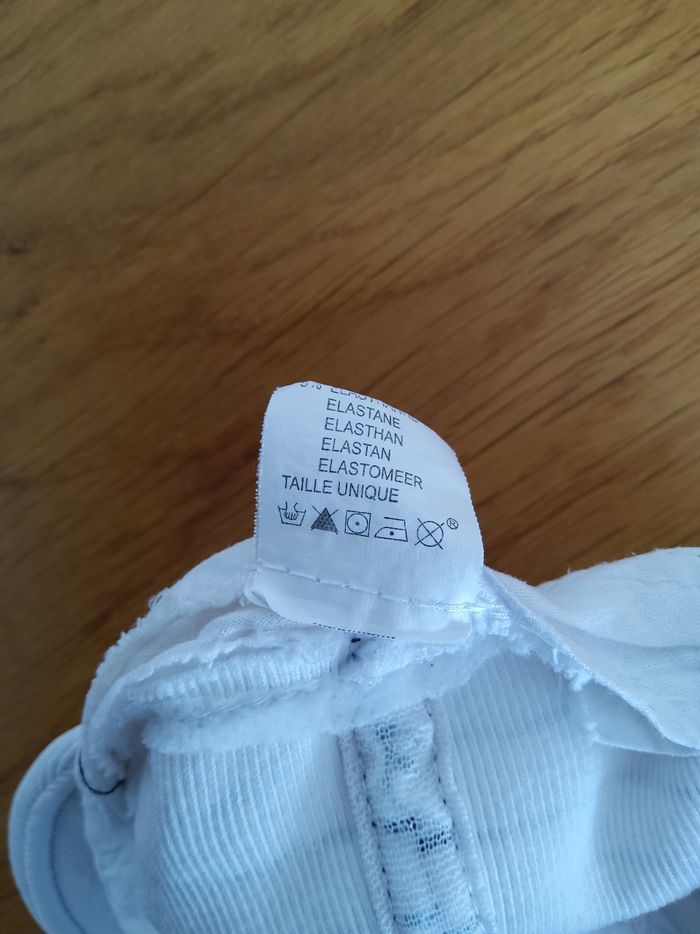 ELASTANE
ELASTHAN
ELASTAN
ELASTOMEER
TAILLE UNIQUE
®